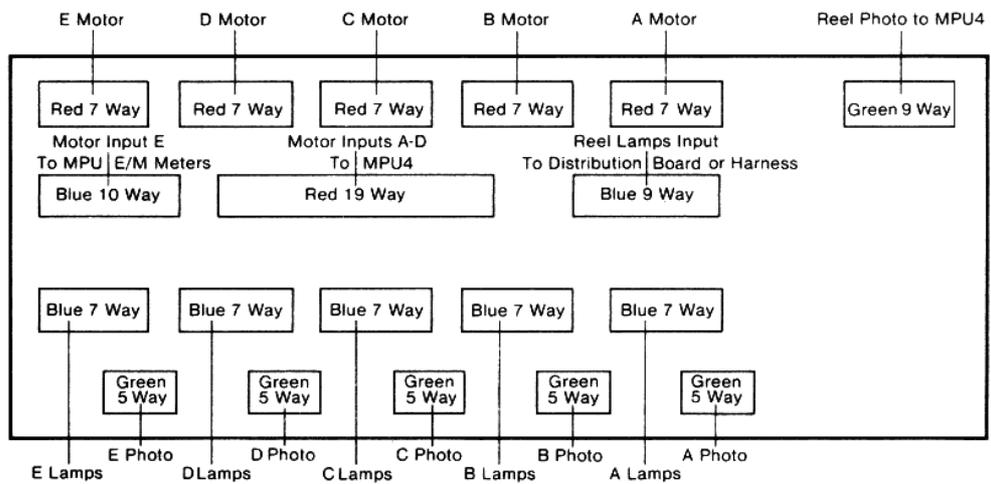 E Motor D Motor C Motor B Motor A Motor Reel Photo to MPU4
Red 7 Way Red 7 Way Red 7 Way Red 7 Way Red 7 Way Green 9 Way
Motor Input E Motor Inputs A-D Reel Lamps Input
To MPU E/M Meters To MPU4 To Distribution Board or Harness
Blue 10 Way Red 19 Way Blue 9 Way
Blue 7 Way Blue 7 Way Blue 7 Way Blue 7 Way Blue 7 Way
Green Green Green Green Green
5 Way 5 Way 5 Way 5 Way 5 Way
E Photo D Photo C Photo B Photo A Photo
E Lamps D Lamps C Lamps B Lamps A Lamps